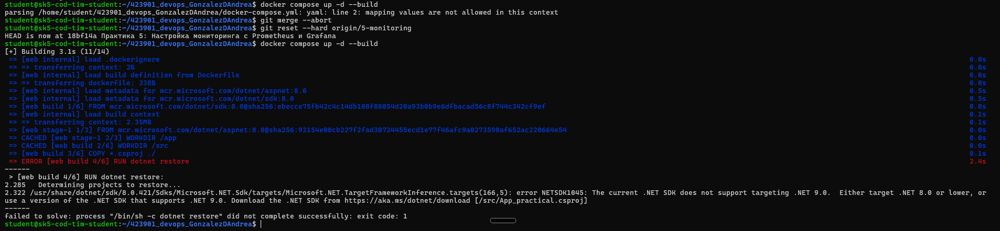 student@sk5-cod-tim-student:~/423901_devops_GonzalezDAndrea$ docker compose up -d --build
parsing /home/student/423901_devops_GonzalezDAndrea/docker-compose.yml: yaml: line 2: mapping values are not allowed in this context
student@sk5-cod-tim-student:~/423901_devops_GonzalezDAndrea$ git merge --abort
student@sk5-cod-tim-student:~/423901_devops_GonzalezDAndrea$ git reset --hard origin/5-monitoring
HEAD is now at 18bf14a Практика 5: Настройка мониторинга с Prometheus и Grafana
student@sk5-cod-tim-student:~/423901_devops_GonzalezDAndrea$ docker compose up -d --build
[+] Building 3.1s (11/14)
=> [web internal] load .dockerignore 0.0s
=> => transferring context: 2B 0.0s
=> [web internal] load build definition from Dockerfile 0.0s
=> => transferring dockerfile: 338B 0.0s
=> [web internal] load metadata for mcr.microsoft.com/dotnet/aspnet:8.0 0.5s
=> [web internal] load metadata for mcr.microsoft.com/dotnet/sdk:8.0 0.5s
=> [web build 1/6] FROM mcr.microsoft.com/dotnet/sdk:8.0@sha256:ebecce75fb42c4c14db108f88054d20a93b0b9e6dfbacad56c8f744c342cf9ef 0.0s
=> [web internal] load build context 0.1s
=> => transferring context: 2.35MB 0.1s
=> [web stage-1 1/3] FROM mcr.microsoft.com/dotnet/aspnet:8.0@sha256:93154e00cb227f2fad30724455ecd1e77f46afc9a0273590af652ac220664e54 0.0s
=> CACHED [web stage-1 2/3] WORKDIR /app 0.0s
=> CACHED [web build 2/6] WORKDIR /src 0.0s
=> [web build 3/6] COPY *.csproj ./ 0.1s
=> ERROR [web build 4/6] RUN dotnet restore 2.4s
------
> [web build 4/6] RUN dotnet restore:
2.285   Determining projects to restore...
2.322 /usr/share/dotnet/sdk/8.0.421/Sdks/Microsoft.NET.Sdk/targets/Microsoft.NET.TargetFrameworkInference.targets(166,5): error NETSDK1045: The current .NET SDK does not support targeting .NET 9.0.  Either target .NET 8.0 or lower, or
use a version of the .NET SDK that supports .NET 9.0. Download the .NET SDK from https://aka.ms/dotnet/download [/src/App_practical.csproj]
------
failed to solve: process "/bin/sh -c dotnet restore" did not complete successfully: exit code: 1
student@sk5-cod-tim-student:~/423901_devops_GonzalezDAndrea$